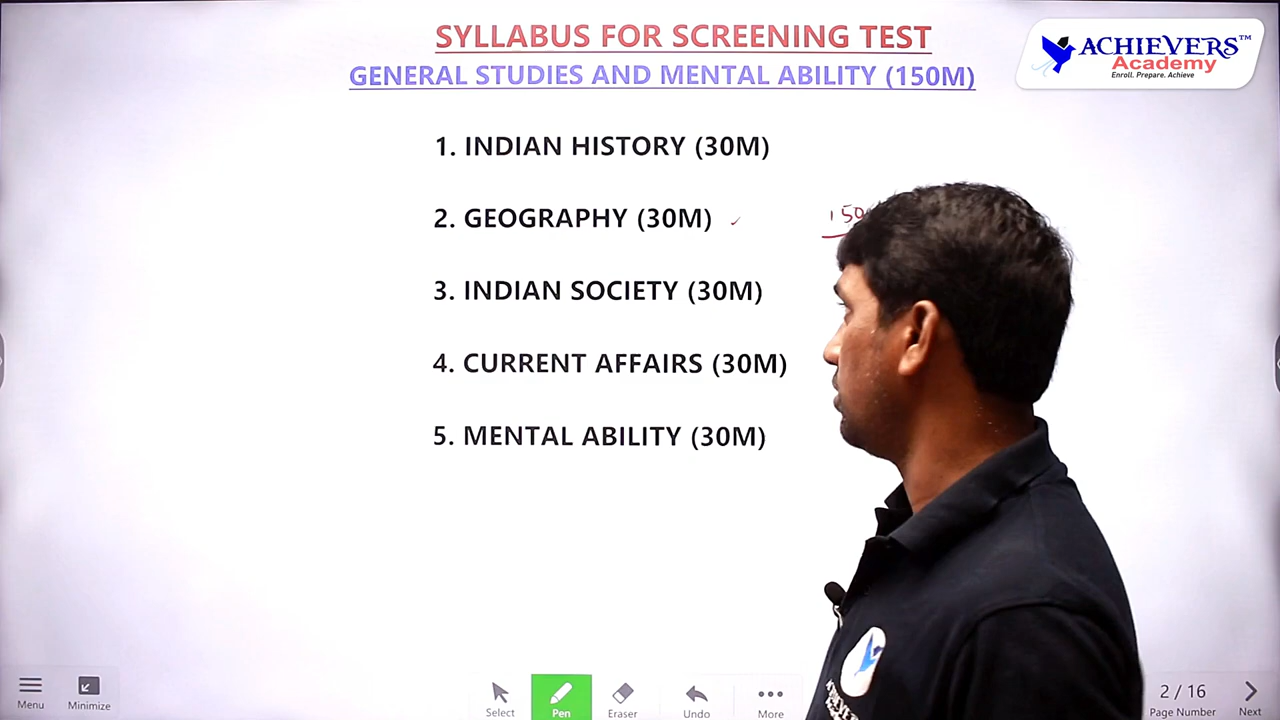 SYLLABUS FOR SCREENING TEST
GENERAL STUDIES AND MENTAL ABILITY (150M)
ACHIEVERS™
Academy
Enroll. Prepare. Achieve
1. INDIAN HISTORY (30M)
2. GEOGRAPHY (30M)
150
3. INDIAN SOCIETY (30M)
4. CURRENT AFFAIRS (30M)
5. MENTAL ABILITY (30M)
Menu
Minimize
Select
Pen
Eraser
Undo
More
2 / 16
Page Number
Next